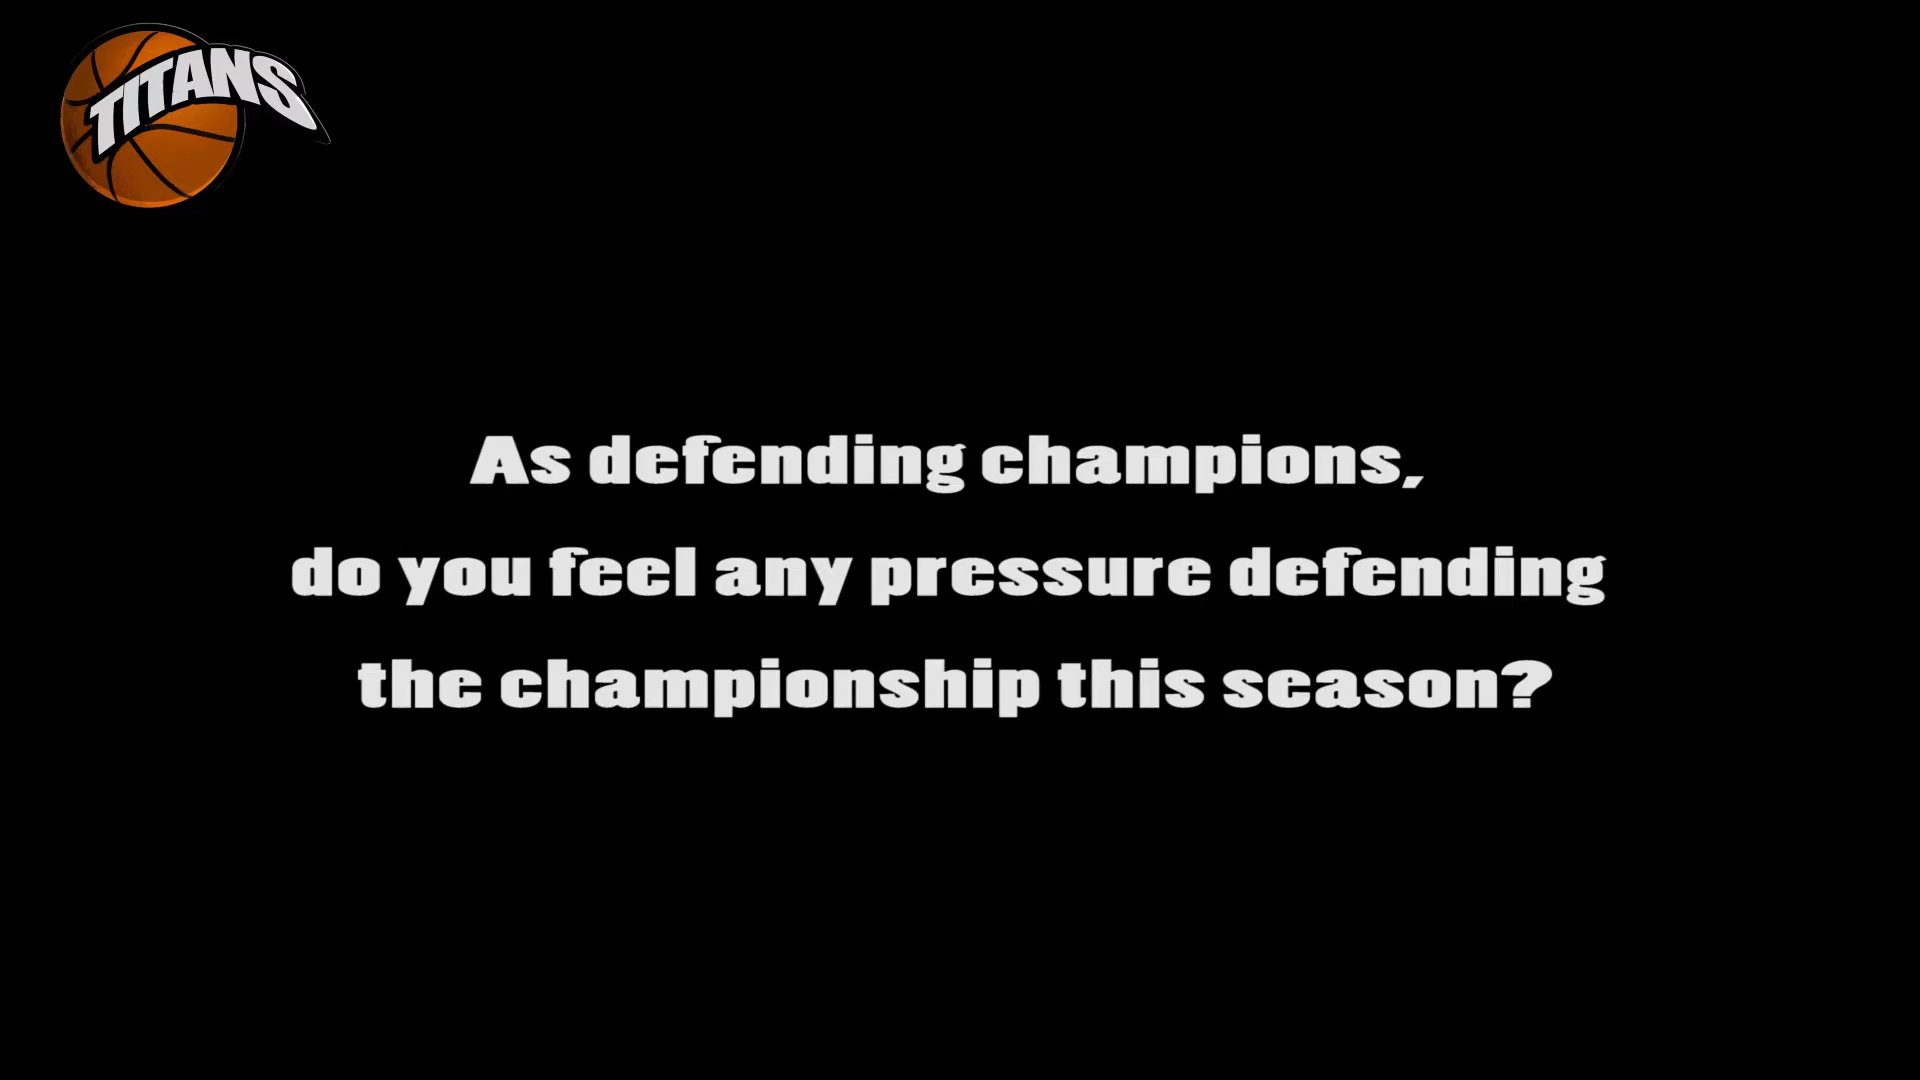 TITANS
As defending champions,
do you feel any pressure defending
the championship this season?